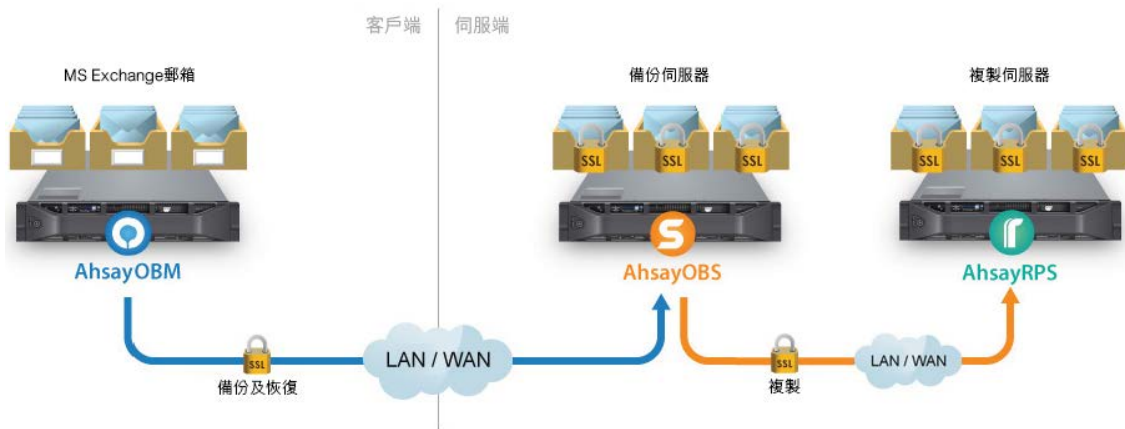 客戶端
伺服端
MS Exchange郵箱
備份伺服器
複製伺服器
SSL
SSL
SSL
SSL
SSL
SSL
AhsayOBM
AhsayOBS
AhsayRPS
SSL
LAN / WAN
SSL
LAN / WAN
備份及恢復
複製